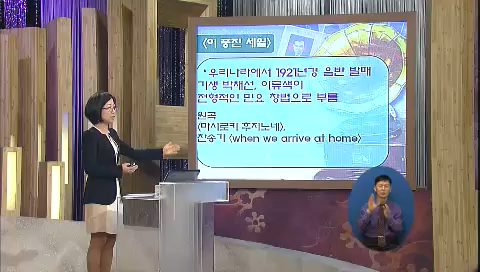 <이 풍진 세월>
* 우리나라에서 1921년경 음반 발매
기생 박채선, 이류색이
전형적인 민요 창법으로 부름
원곡
(미시로키 후지노네),
찬송가 <when we arrive at home>